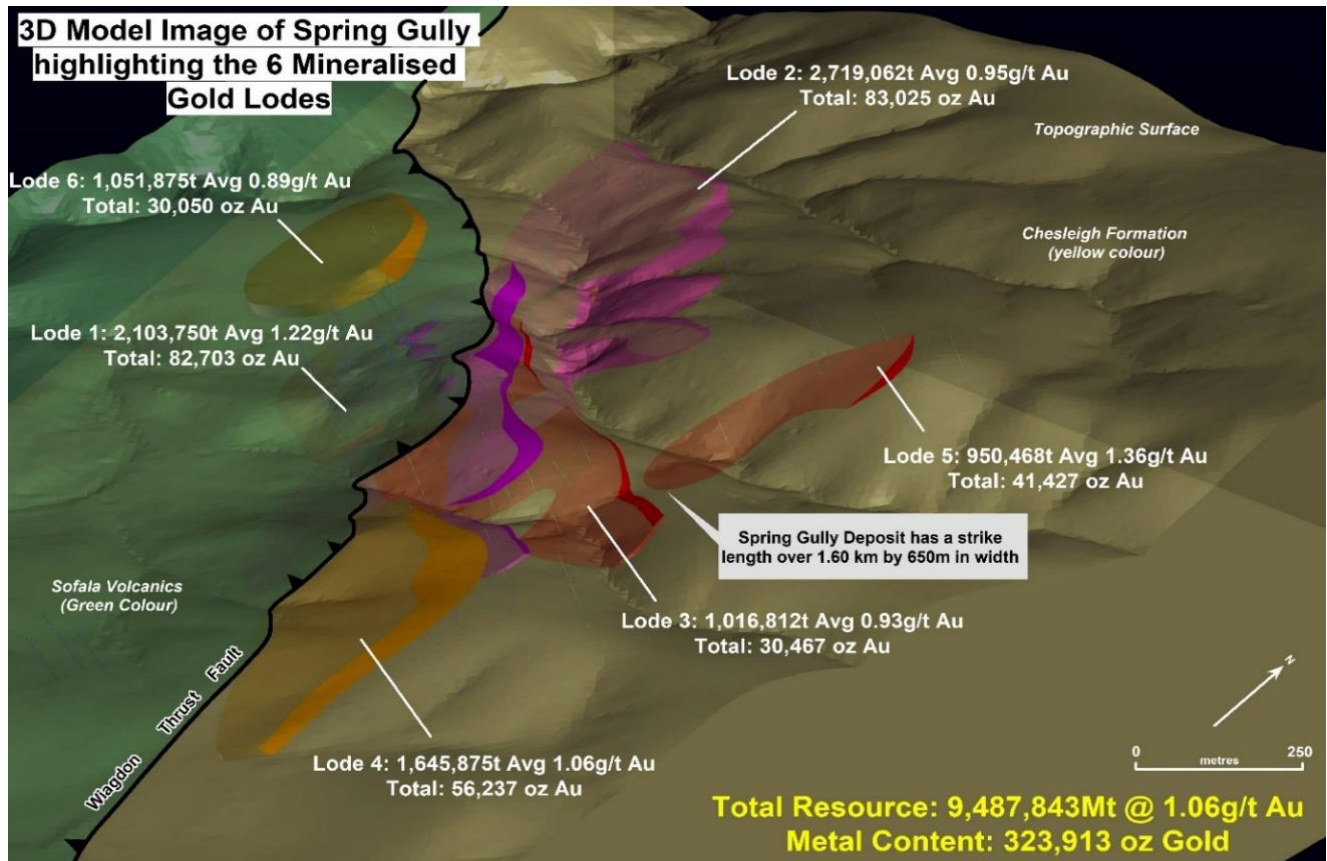 3D Model Image of Spring Gully
highlighting the 6 Mineralised
Gold Lodes
Lode 2: 2,719,062t Avg 0.95g/t Au
Total: 83,025 oz Au
Topographic Surface
Lode 6: 1,051,875t Avg 0.89g/t Au
Total: 30,050 oz Au
Chesleigh Formation
(yellow colour)
Lode 1: 2,103,750t Avg 1.22g/t Au
Total: 82,703 oz Au
Lode 5: 950,468t Avg 1.36g/t Au
Total: 41,427 oz Au
Spring Gully Deposit has a strike
length over 1.60 km by 650m in width
Sofala Volcanics
(Green Colour)
Lode 3: 1,016,812t Avg 0.93g/t Au
Total: 30,467 oz Au
Wiagdon Thrust Fault
N
Lode 4: 1,645,875t Avg 1.06g/t Au
Total: 56,237 oz Au
0 250
metres
Total Resource: 9,487,843Mt @ 1.06g/t Au
Metal Content: 323,913 oz Gold